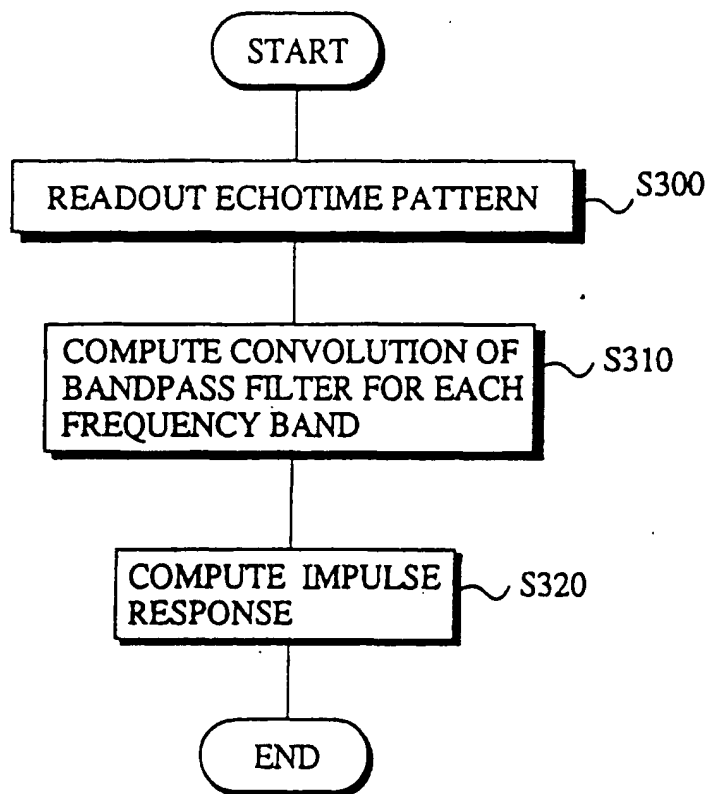 START
READOUT ECHOTIME PATTERN
S300
COMPUTE CONVOLUTION OF
BANDPASS FILTER FOR EACH
FREQUENCY BAND
S310
COMPUTE IMPULSE
RESPONSE
S320
END